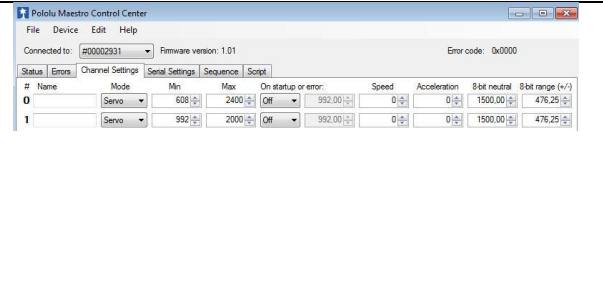 Pololu Maestro Control Center
File Device Edit Help
Connected to: #00002931 Firmware version: 1.01 Error code: 0x0000
Status Errors Channel Settings Serial Settings Sequence Script
# Name Mode Min Max On startup or error: Speed Acceleration 8-bit neutral 8-bit range (+/-)
0 Servo 608 2400 Off 992,00 0 0 1500,00 476,25
1 Servo 992 2000 Off 992,00 0 0 1500,00 476,25